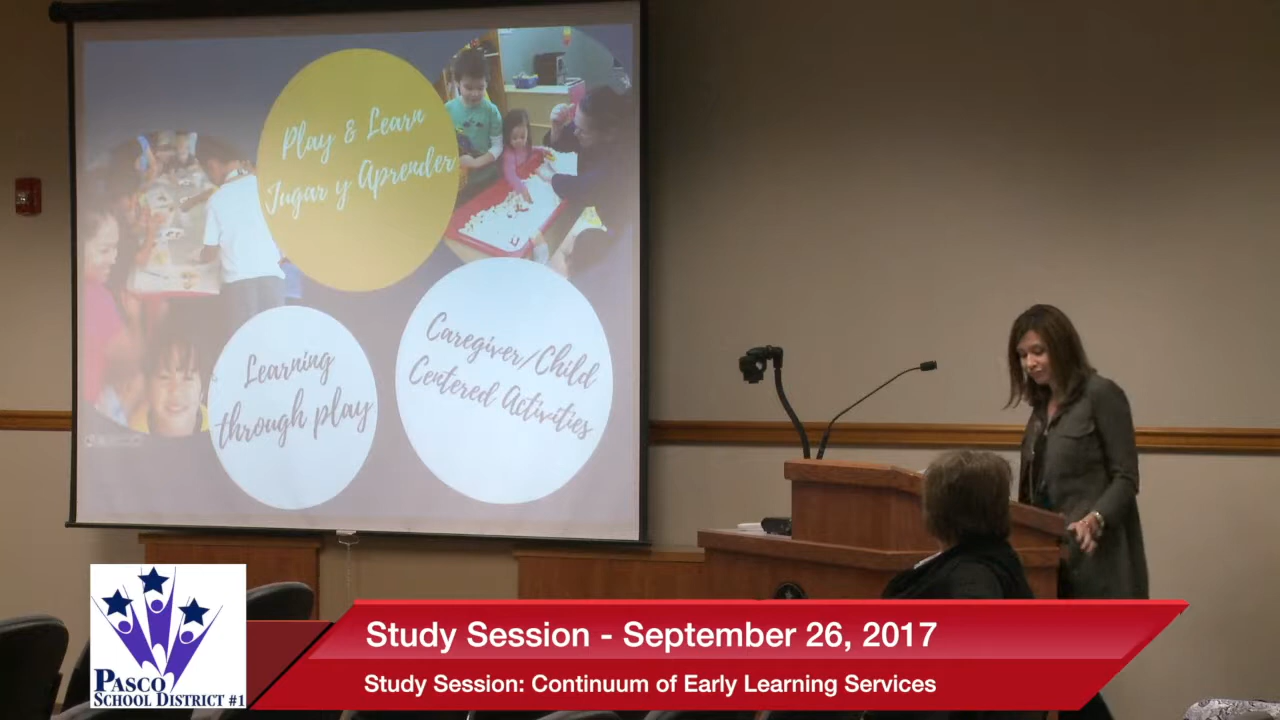 Play & Learn
Jugar y Aprender
Learning
through play
Caregiver/Child
Centered Activities
Study Session - September 26, 2017
Study Session: Continuum of Early Learning Services
PASCO
SCHOOL DISTRICT #1